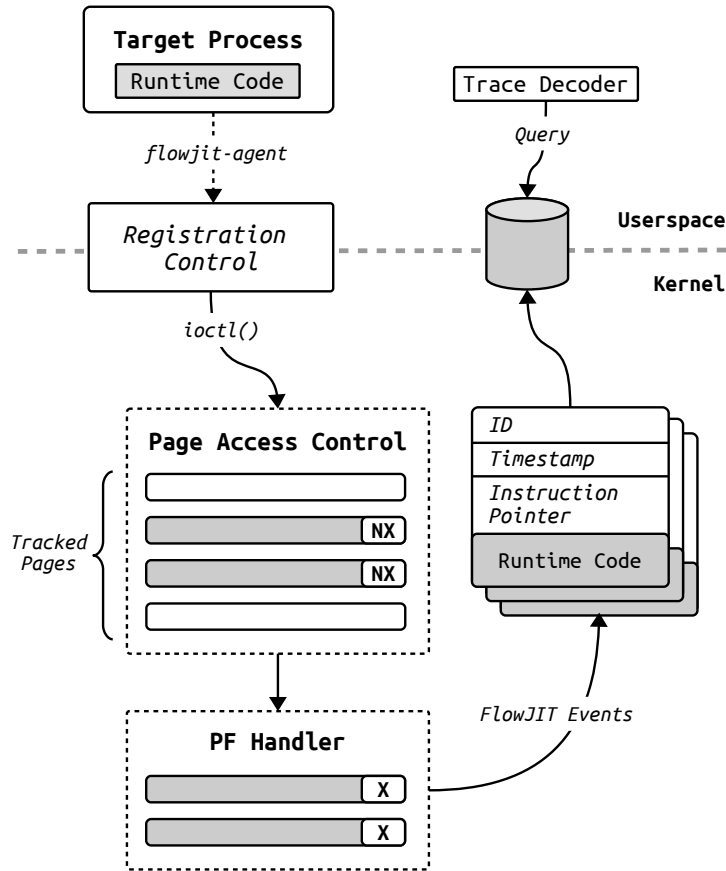 Target Process
Runtime Code
flowjit-agent
Registration
Control
ioctl()
Page Access Control
NX
NX
Tracked
Pages
PF Handler
X
X
FlowJIT Events
Trace Decoder
Query
Userspace
Kernel
ID
Timestamp
Instruction
Pointer
Runtime Code